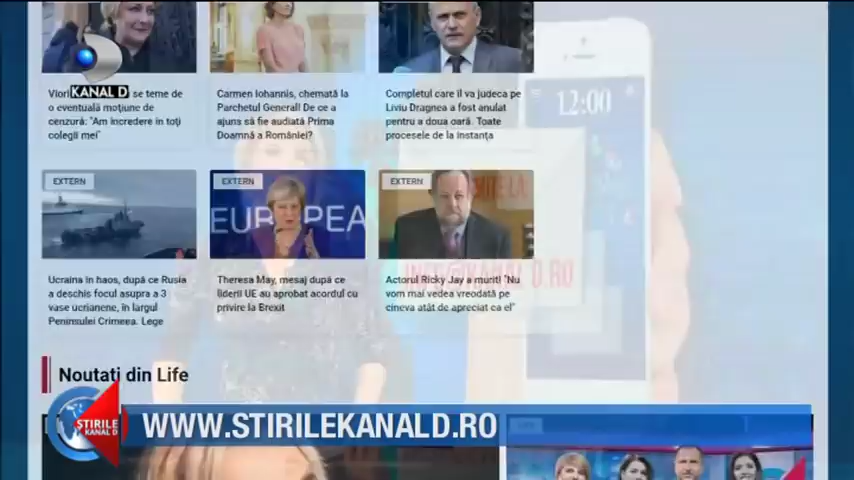 KANAL D
Viori se teme de
o eventuală moțiune de
cenzură: "Am încredere în toți
colegii mei"
Carmen Iohannis, chemată la
Parchetul General! De ce a
ajuns să fie audiată Prima
Doamnă a României?
Completul care îl va judeca pe
Liviu Dragnea a fost anulat
pentru a doua oară. Toate
procesele de la instanța
12:00
EXTERN
EXTERN
EXTERN
EUROPEA
Ucraina în haos, după ce Rusia
a deschis focul asupra a 3
vase ucrainene, în largul
Peninsulei Crimeea. Lege
Theresa May, mesaj după ce
liderii UE au aprobat acordul cu
privire la Brexit
Actorul Ricky Jay a murit! "Nu
vom mai vedea vreodată pe
cineva atât de apreciat ca el"
INFO@KANALD.RO
Noutati din Life
STIRILE
KANAL D
WWW.STIRILEKANALD.RO